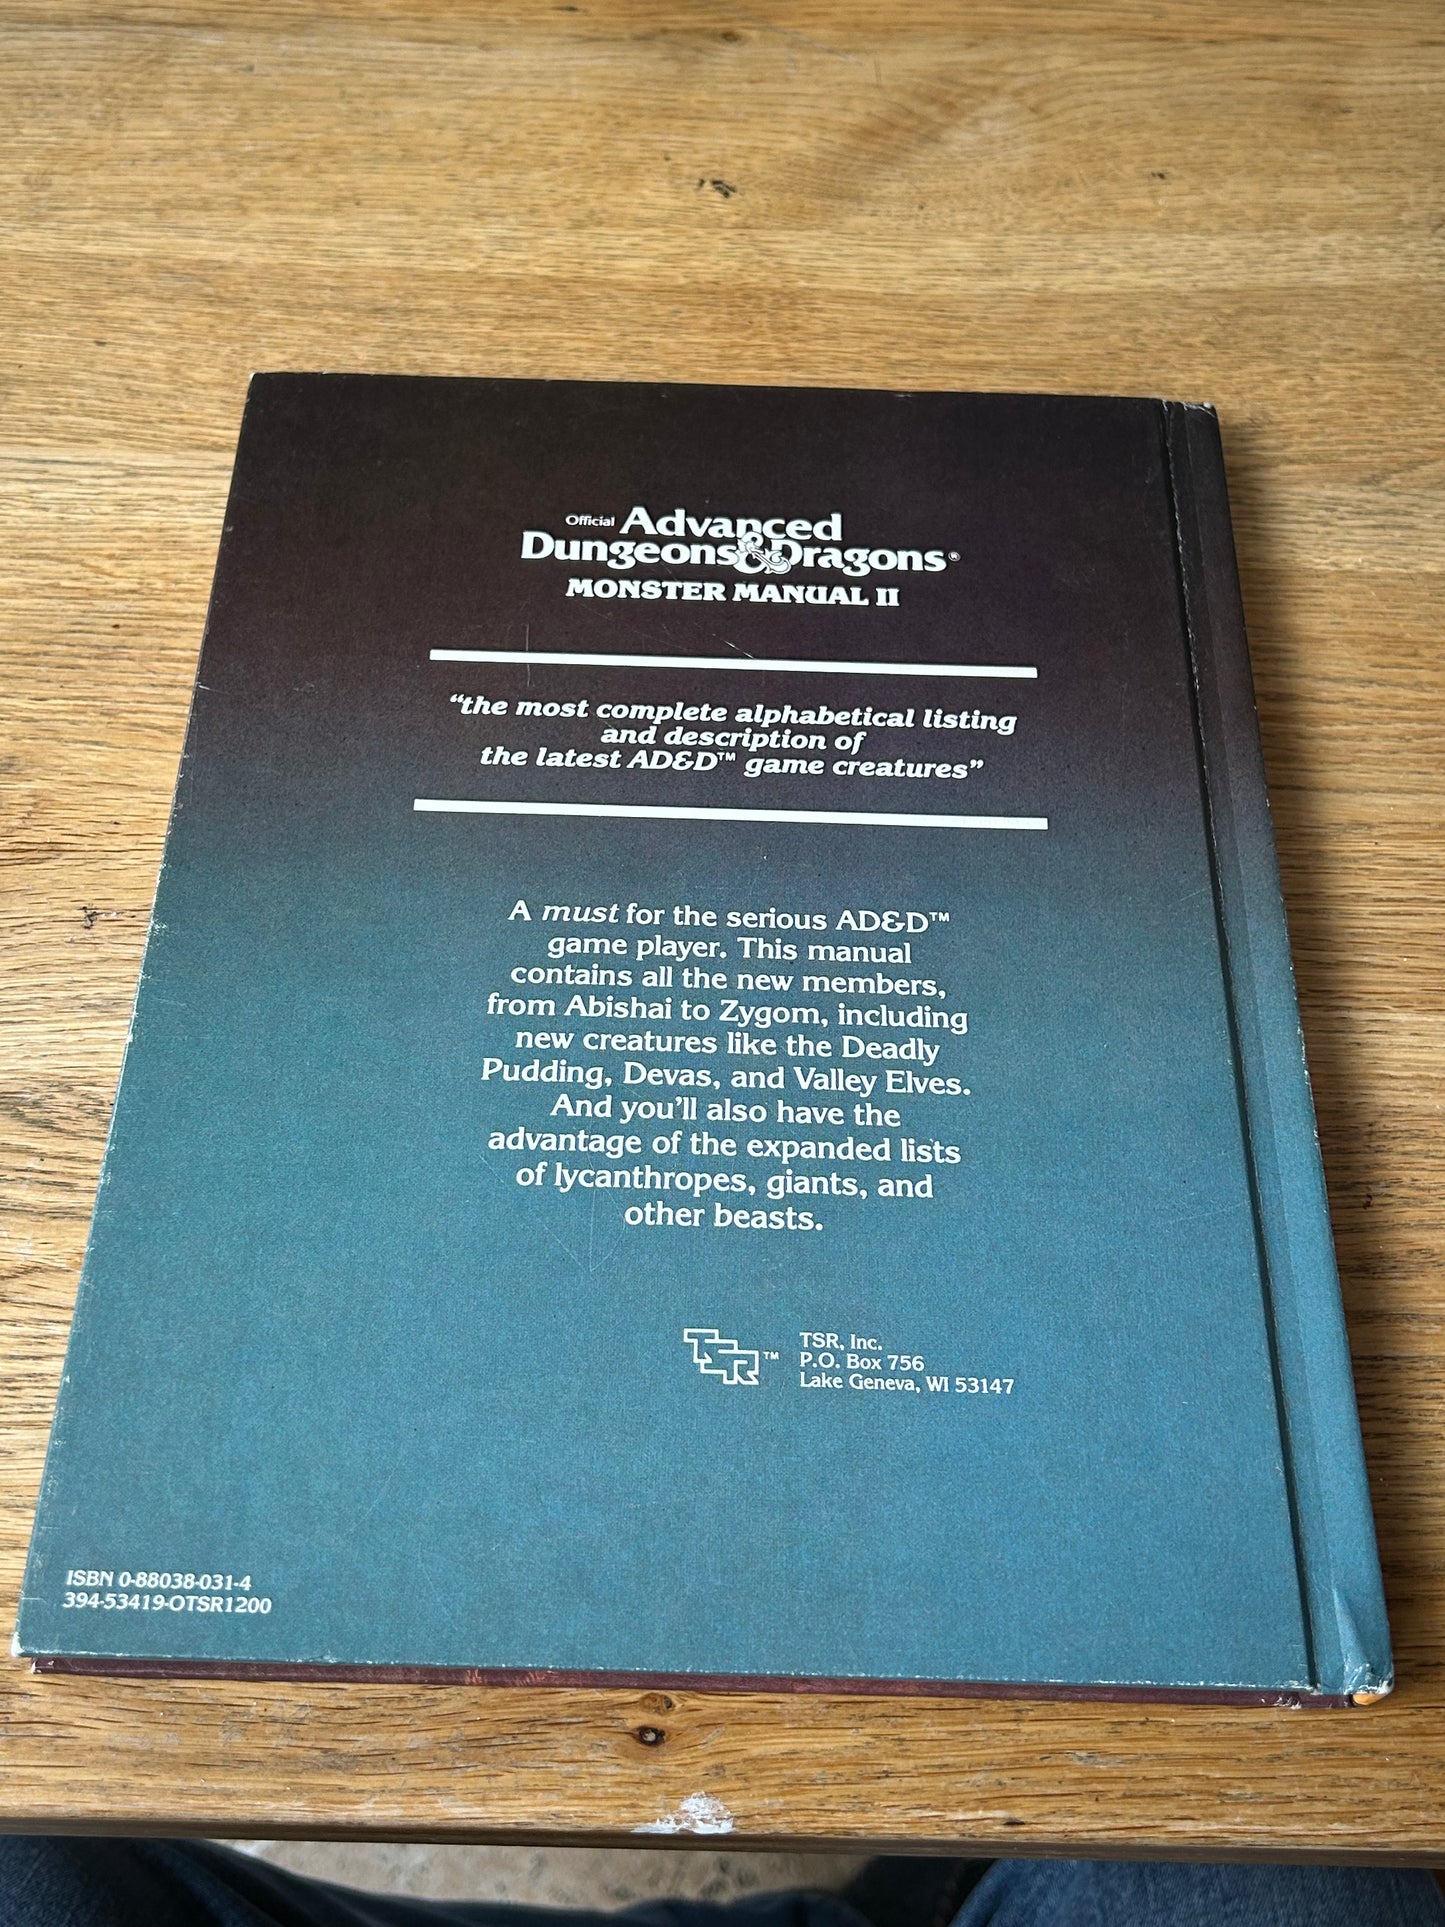 Official Advanced
Dungeons & Dragons®
MONSTER MANUAL II
“the most complete alphabetical listing
and description of
the latest AD&D™ game creatures”
A must for the serious AD&D™
game player. This manual
contains all the new members,
from Abishai to Zygom, including
new creatures like the Deadly
Pudding, Devas, and Valley Elves.
And you'll also have the
advantage of the expanded lists
of lycanthropes, giants, and
other beasts.
TSR™
TSR, Inc.
P.O. Box 756
Lake Geneva, WI 53147
ISBN 0-88038-031-4
394-53419-OTSR1200